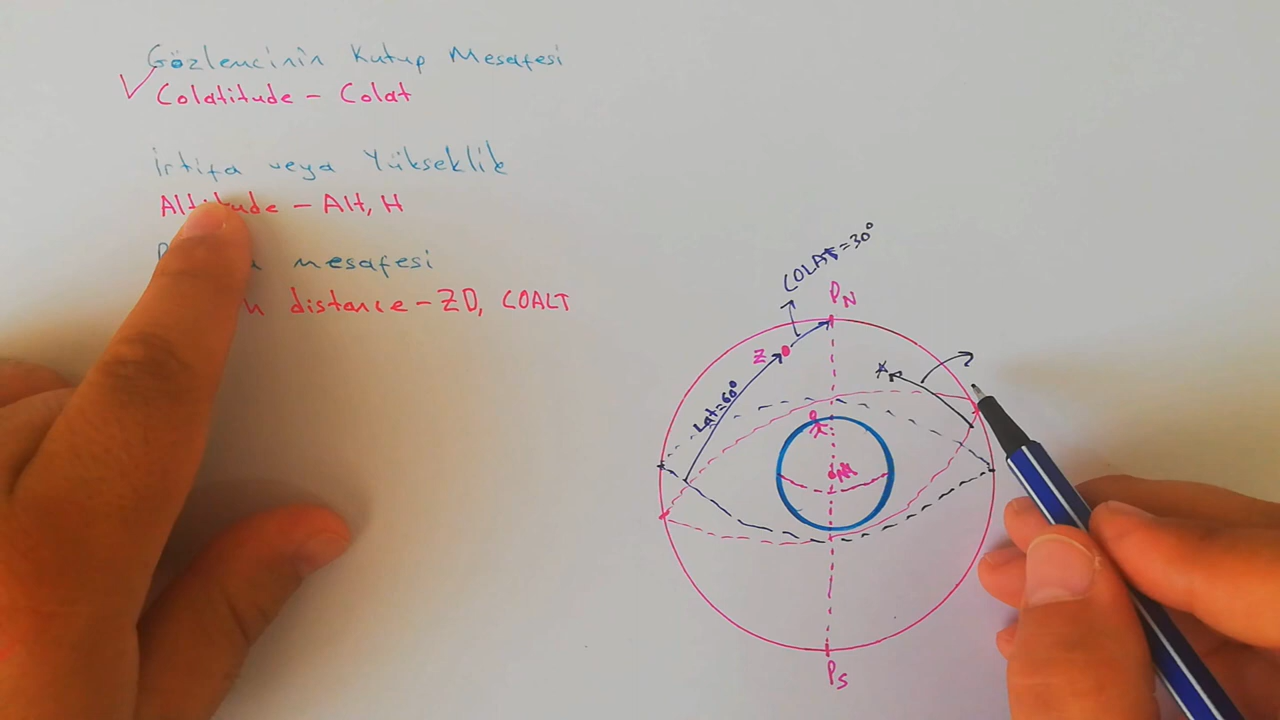 Gözlemcinin Kutup Mesafesi
Colatitude - Colat
İrtifa veya Yükseklik
Altitude - Alt, H
mesafesi
distance - ZD, COALT
COLAT=30°
PN
Z
Lat=60°
PS